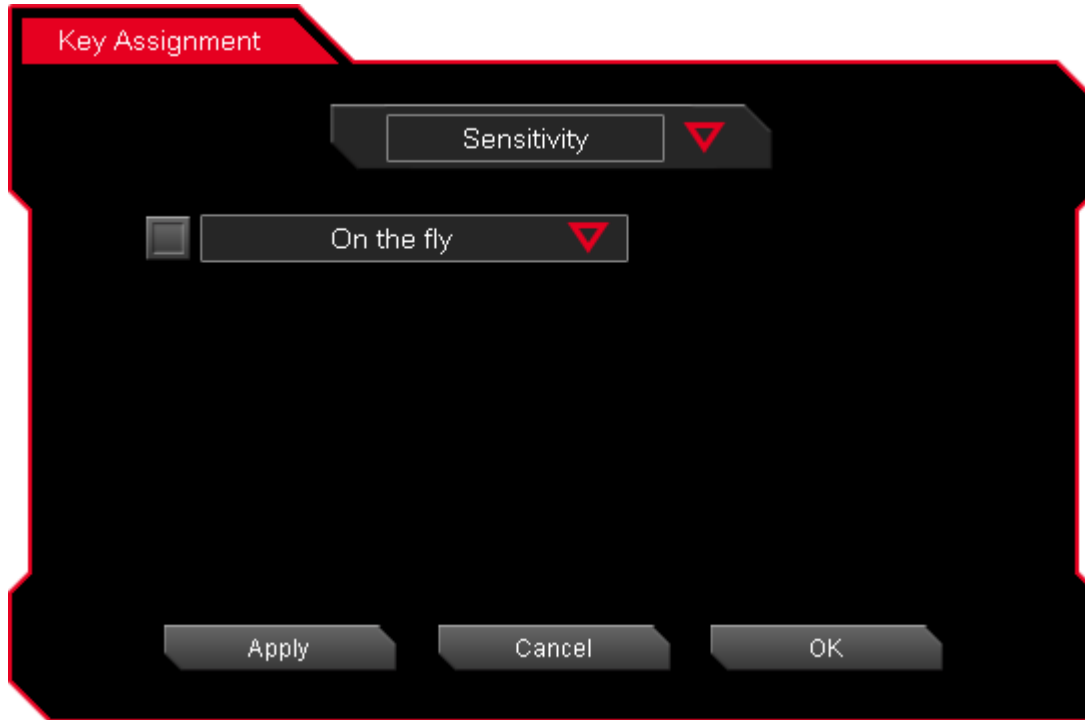 Key Assignment
Sensitivity
On the fly
Apply
Cancel
OK